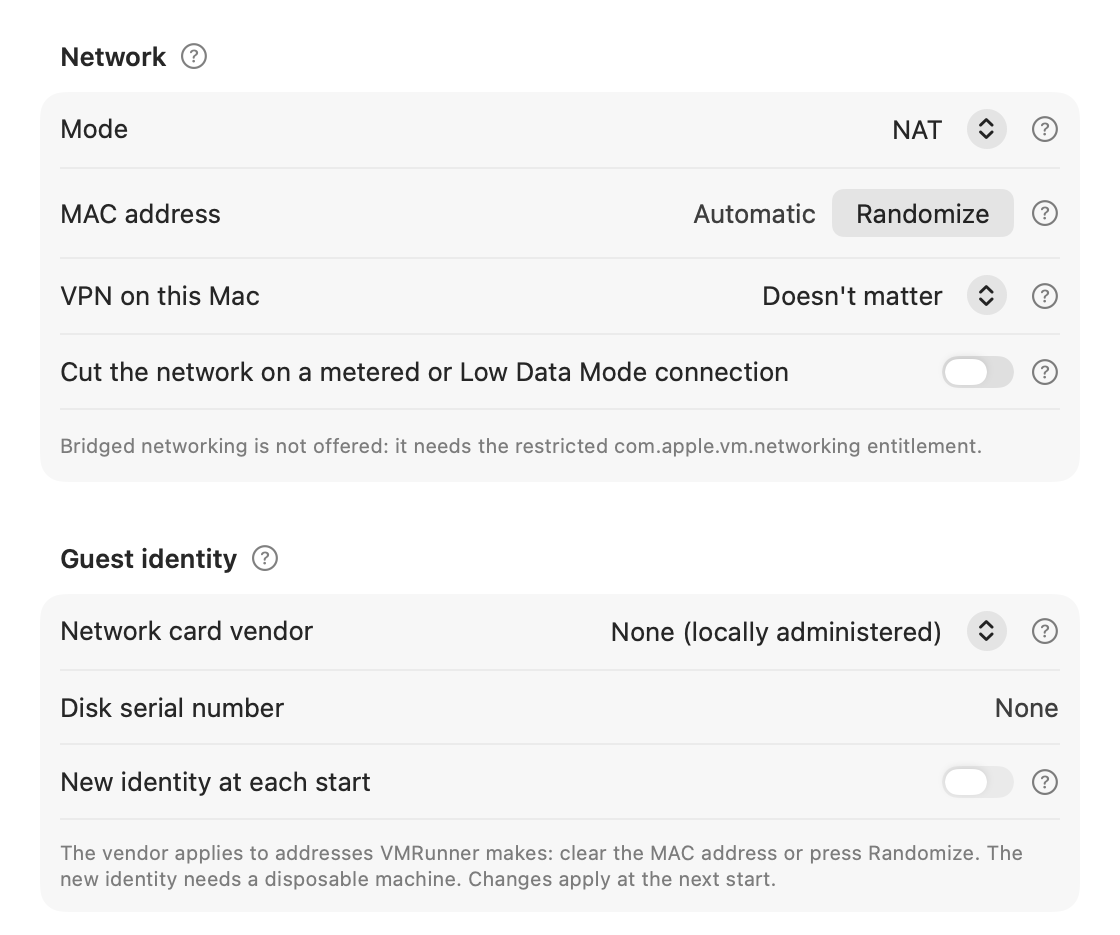 Network
Mode
NAT
MAC address
Automatic
Randomize
VPN on this Mac
Doesn't matter
Cut the network on a metered or Low Data Mode connection
Bridged networking is not offered: it needs the restricted com.apple.vm.networking entitlement.
Guest identity
Network card vendor
None (locally administered)
Disk serial number
None
New identity at each start
The vendor applies to addresses VMRunner makes: clear the MAC address or press Randomize. The
new identity needs a disposable machine. Changes apply at the next start.